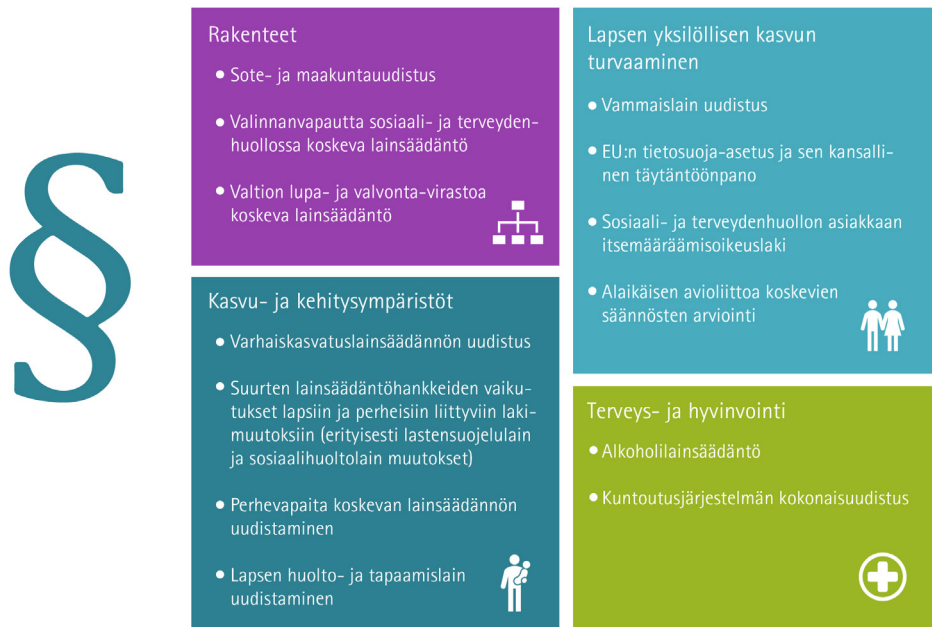 §
Rakenteet
• Sote- ja maakuntauudistus
• Valinnanvapautta sosiaali- ja terveyden-
huollossa koskeva lainsäädäntö
• Valtion lupa- ja valvonta-virastoa
koskeva lainsäädäntö
Kasvu- ja kehitysympäristöt
• Varhaiskasvatuslainsäädännön uudistus
• Suurten lainsäädäntöhankkeiden vaiku-
tukset lapsiin ja perheisiin liittyviin laki-
muutoksiin (erityisesti lastensuojelulain
ja sosiaalihuoltolain muutokset)
• Perhevapaita koskevan lainsäädännön
uudistaminen
• Lapsen huolto- ja tapaamislain
uudistaminen
Lapsen yksilöllisen kasvun
turvaaminen
• Vammaislain uudistus
• EU:n tietosuoja-asetus ja sen kansalli-
nen täytäntöönpano
• Sosiaali- ja terveydenhuollon asiakkaan
itsemääräämisoikeuslaki
• Alaikäisen avioliittoa koskevien
säännösten arviointi
Terveys- ja hyvinvointi
• Alkoholilainsäädäntö
• Kuntoutusjärjestelmän kokonaisuudistus